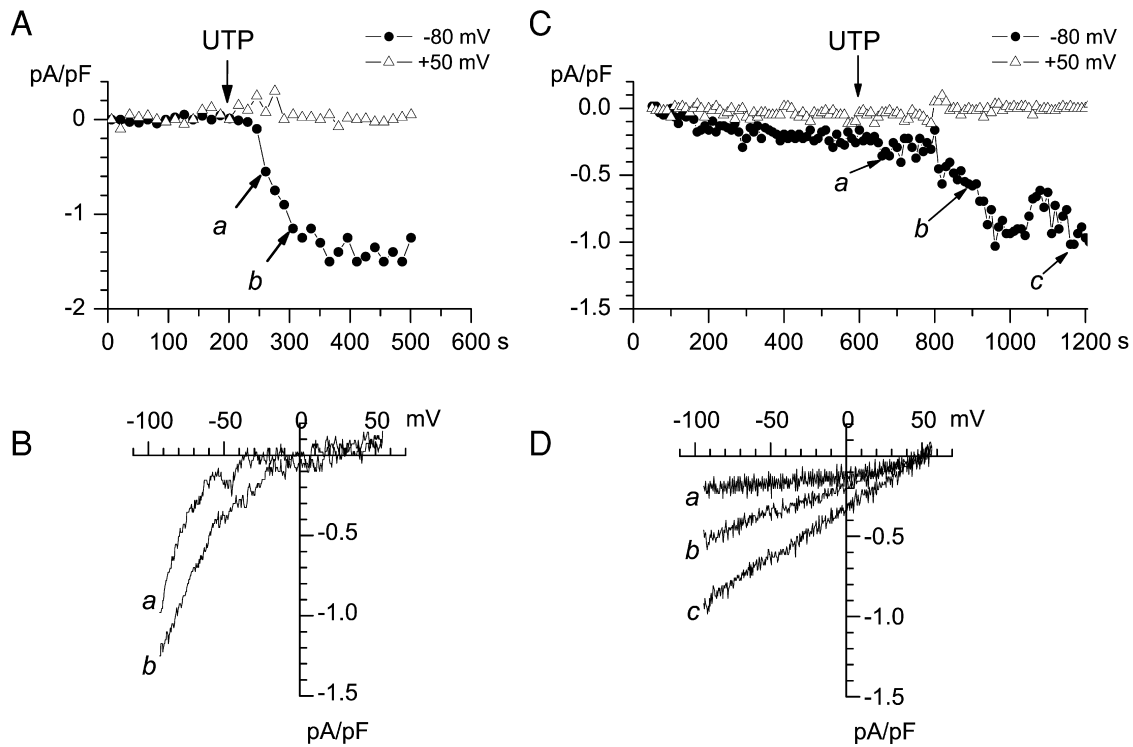 A
UTP
-80 mV
+50 mV
pA/pF
0
-1
-2
0 100 200 300 400 500 600 s
a
b
C
UTP
-80 mV
+50 mV
pA/pF
0.0
-0.5
-1.0
-1.5
0 200 400 600 800 1000 1200 s
a
b
c
B
-100 -50 0 50 mV
-0.5
-1.0
-1.5
a
b
pA/pF
D
-100 -50 0 50 mV
-0.5
-1.0
-1.5
a
b
c
pA/pF